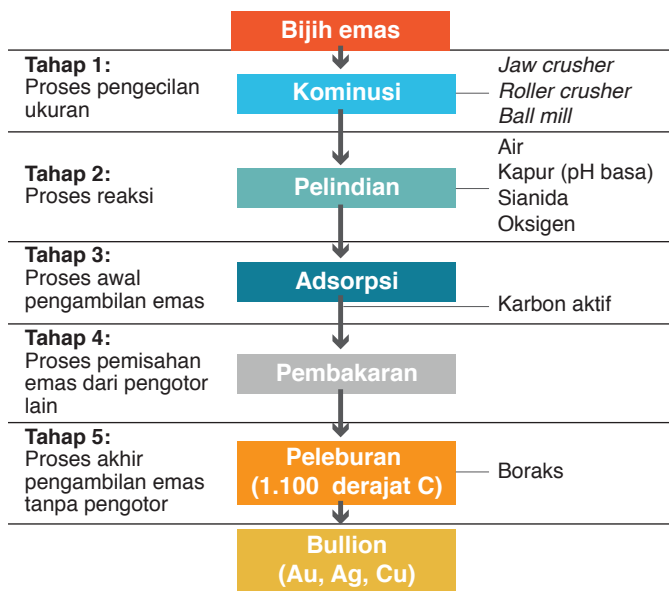 Bijih emas
Tahap 1:
Proses pengecilan
ukuran
Kominusi
Jaw crusher
Roller crusher
Ball mill
Tahap 2:
Proses reaksi
Pelindian
Air
Kapur (pH basa)
Sianida
Oksigen
Tahap 3:
Proses awal
pengambilan emas
Adsorpsi
Karbon aktif
Tahap 4:
Proses pemisahan
emas dari pengotor
lain
Pembakaran
Tahap 5:
Proses akhir
pengambilan emas
tanpa pengotor
Peleburan
(1.100 derajat C)
Boraks
Bullion
(Au, Ag, Cu)